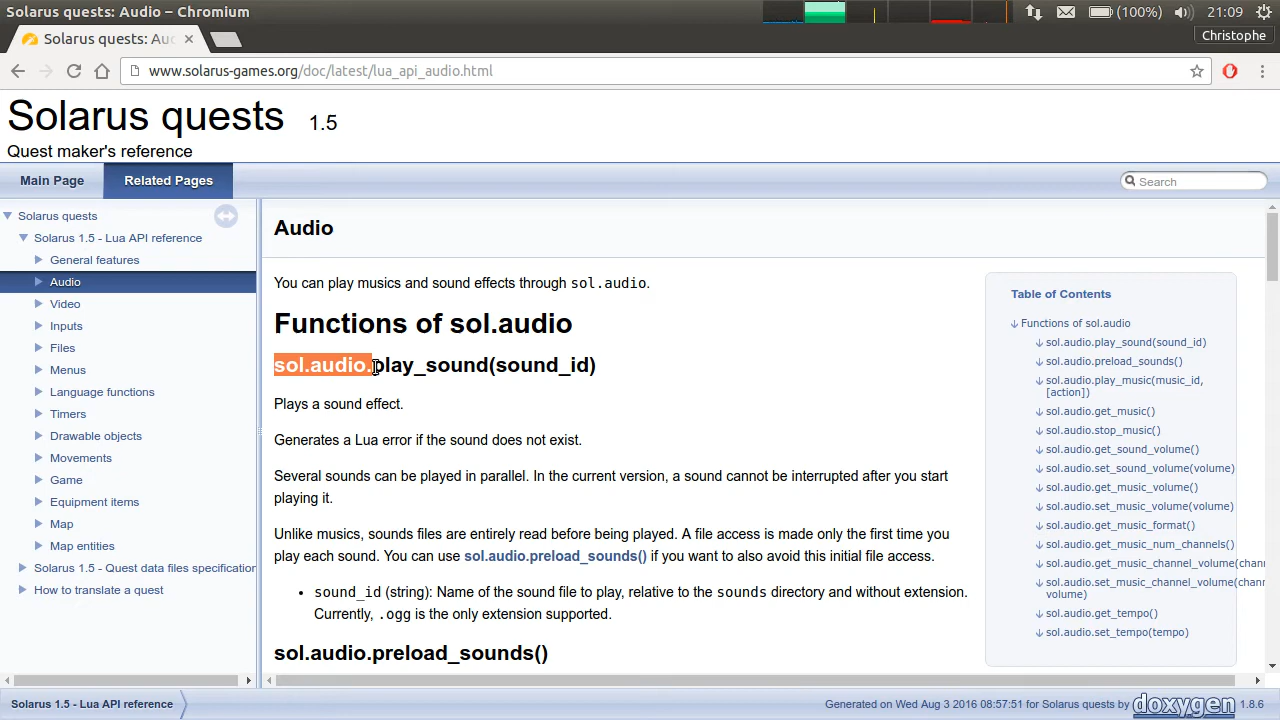 Solarus quests: Audio – Chromium
(100%)
21:09
Solarus quests: Au
Christophe
www.solarus-games.org/doc/latest/lua_api_audio.html
Solarus quests 1.5
Quest maker's reference
Main Page
Related Pages
Search
Solarus quests
Solarus 1.5 - Lua API reference
General features
Audio
Video
Inputs
Files
Menus
Language functions
Timers
Drawable objects
Movements
Game
Equipment items
Map
Map entities
Solarus 1.5 - Quest data files specification
How to translate a quest
Audio
You can play musics and sound effects through sol.audio.
Functions of sol.audio
sol.audio.play_sound(sound_id)
Plays a sound effect.
Generates a Lua error if the sound does not exist.
Several sounds can be played in parallel. In the current version, a sound cannot be interrupted after you start
playing it.
Unlike musics, sounds files are entirely read before being played. A file access is made only the first time you
play each sound. You can use sol.audio.preload_sounds() if you want to also avoid this initial file access.
• sound_id (string): Name of the sound file to play, relative to the sounds directory and without extension.
Currently, .ogg is the only extension supported.
sol.audio.preload_sounds()
Table of Contents
Functions of sol.audio
sol.audio.play_sound(sound_id)
sol.audio.preload_sounds()
sol.audio.play_music(music_id,
[action])
sol.audio.get_music()
sol.audio.stop_music()
sol.audio.get_sound_volume()
sol.audio.set_sound_volume(volume)
sol.audio.get_music_volume()
sol.audio.set_music_volume(volume)
sol.audio.get_music_format()
sol.audio.get_music_num_channels()
sol.audio.get_music_channel_volume(chan
sol.audio.set_music_channel_volume(chan
volume)
sol.audio.get_tempo()
sol.audio.set_tempo(tempo)
Solarus 1.5 - Lua API reference
Generated on Wed Aug 3 2016 08:57:51 for Solarus quests by doxygen 1.8.6